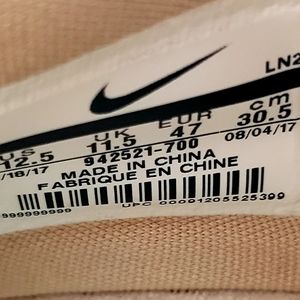 LN2
US UK EUR cm
12.5 11.5 47 30.5
/18/17 08/04/17
942521-700
MADE IN CHINA
FABRIQUE EN CHINE
999999999
UPC 00091205525399